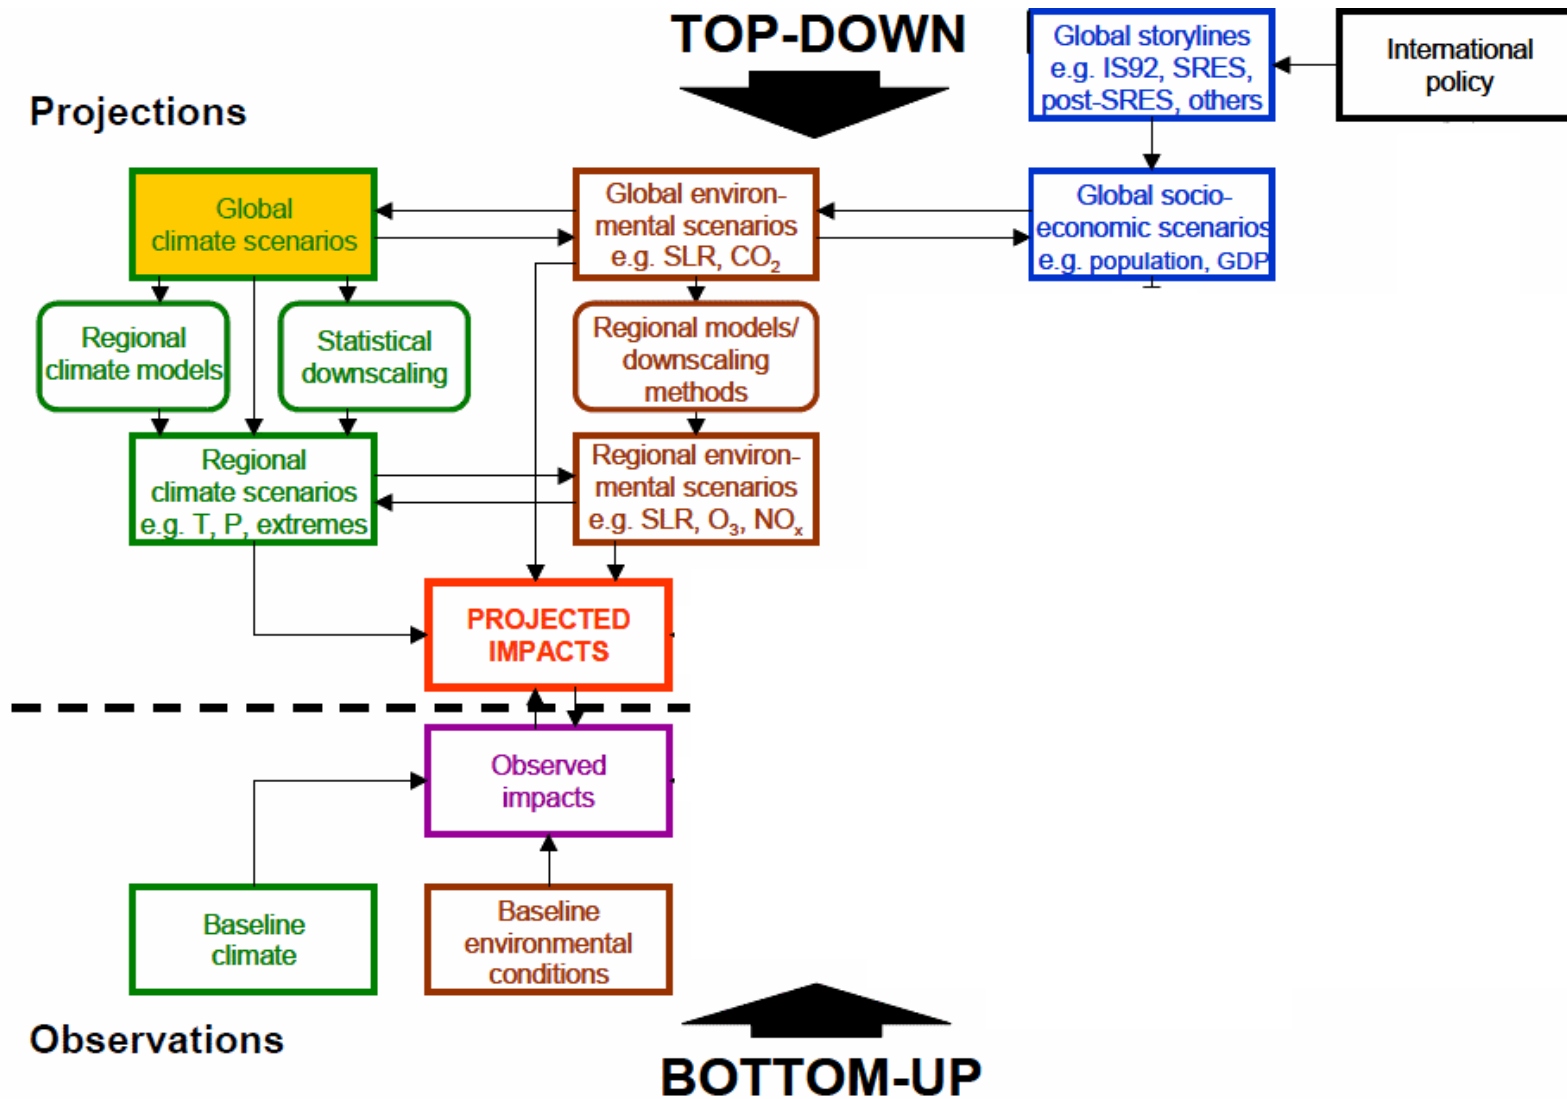 TOP-DOWN
Global storylines
e.g. IS92, SRES,
post-SRES, others
International
policy
Projections
Global
climate scenarios
Global environ-
mental scenarios
e.g. SLR, CO₂
Global socio-
economic scenarios
e.g. population, GDP
Regional
climate models
Statistical
downscaling
Regional models/
downscaling
methods
Regional
climate scenarios
e.g. T, P, extremes
Regional environ-
mental scenarios
e.g. SLR, O₃, NOₓ
PROJECTED
IMPACTS
Observed
impacts
Baseline
climate
Baseline
environmental
conditions
Observations
BOTTOM-UP